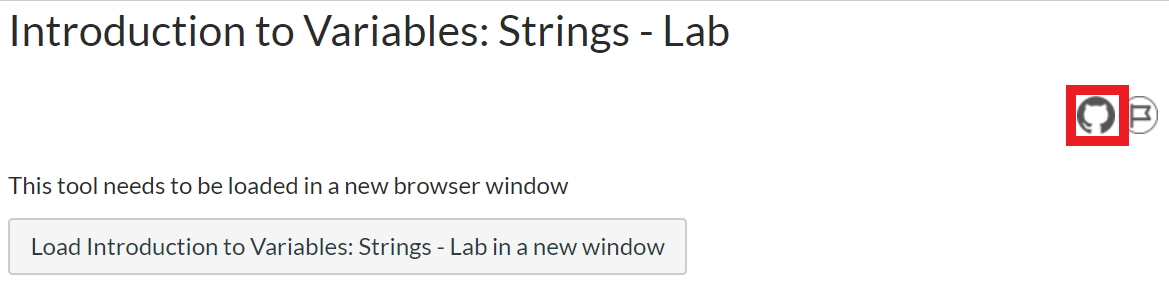 Introduction to Variables: Strings - Lab
This tool needs to be loaded in a new browser window
Load Introduction to Variables: Strings - Lab in a new window